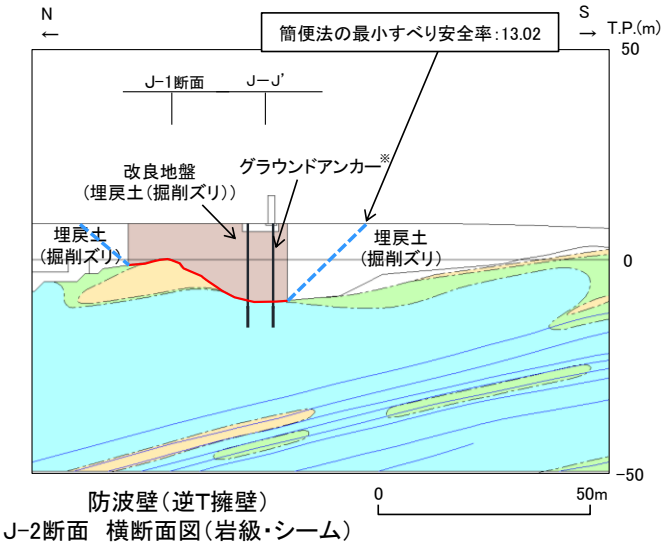 N
←
S
→ T.P.(m)
50
簡便法の最小すべり安全率:13.02
J-1断面
J-J'
改良地盤
(埋戻土(掘削ズリ))
グラウンドアンカー※
埋戻土
(掘削ズリ)
埋戻土
(掘削ズリ)
0
-50
防波壁(逆T擁壁)
0
50m
J-2断面 横断面図(岩級・シーム)